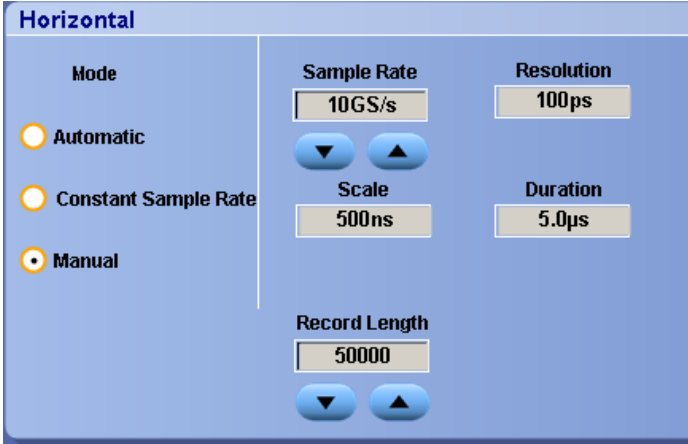 Horizontal
Mode
Automatic
Constant Sample Rate
Manual
Sample Rate
10GS/s
Resolution
100ps
Scale
500ns
Duration
5.0µs
Record Length
50000